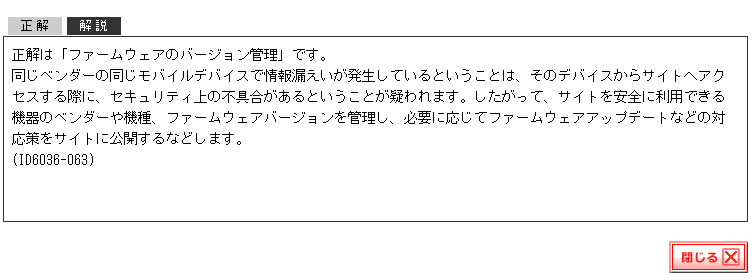 正解 解説
正解は「ファームウェアのバージョン管理」です。
同じベンダーの同じモバイルデバイスで情報漏えいが発生しているということは、そのデバイスからサイトへアク
セスする際に、セキュリティ上の不具合があるということが疑われます。したがって、サイトを安全に利用できる
機器のベンダーや機種、ファームウェアバージョンを管理し、必要に応じてファームウェアアップデートなどの対
応策をサイトに公開するなどします。
(ID6036-063)
閉じる